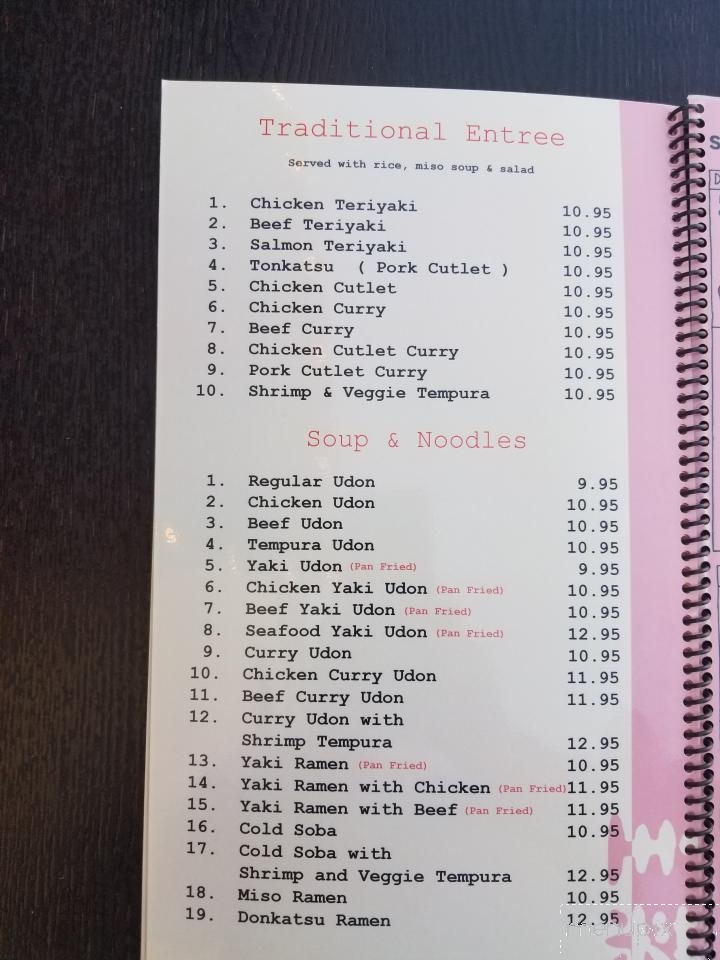 Traditional Entree
Served with rice, miso soup & salad
1. Chicken Teriyaki 10.95
2. Beef Teriyaki 10.95
3. Salmon Teriyaki 10.95
4. Tonkatsu ( Pork Cutlet ) 10.95
5. Chicken Cutlet 10.95
6. Chicken Curry 10.95
7. Beef Curry 10.95
8. Chicken Cutlet Curry 10.95
9. Pork Cutlet Curry 10.95
10. Shrimp & Veggie Tempura 10.95
Soup & Noodles
1. Regular Udon 9.95
2. Chicken Udon 10.95
3. Beef Udon 10.95
4. Tempura Udon 10.95
5. Yaki Udon (Pan Fried) 9.95
6. Chicken Yaki Udon (Pan Fried) 10.95
7. Beef Yaki Udon (Pan Fried) 10.95
8. Seafood Yaki Udon (Pan Fried) 12.95
9. Curry Udon 10.95
10. Chicken Curry Udon 11.95
11. Beef Curry Udon 11.95
12. Curry Udon with
Shrimp Tempura 12.95
13. Yaki Ramen (Pan Fried) 10.95
14. Yaki Ramen with Chicken (Pan Fried) 11.95
15. Yaki Ramen with Beef (Pan Fried) 11.95
16. Cold Soba 10.95
17. Cold Soba with
Shrimp and Veggie Tempura 12.95
18. Miso Ramen 10.95
19. Donkatsu Ramen 12.95